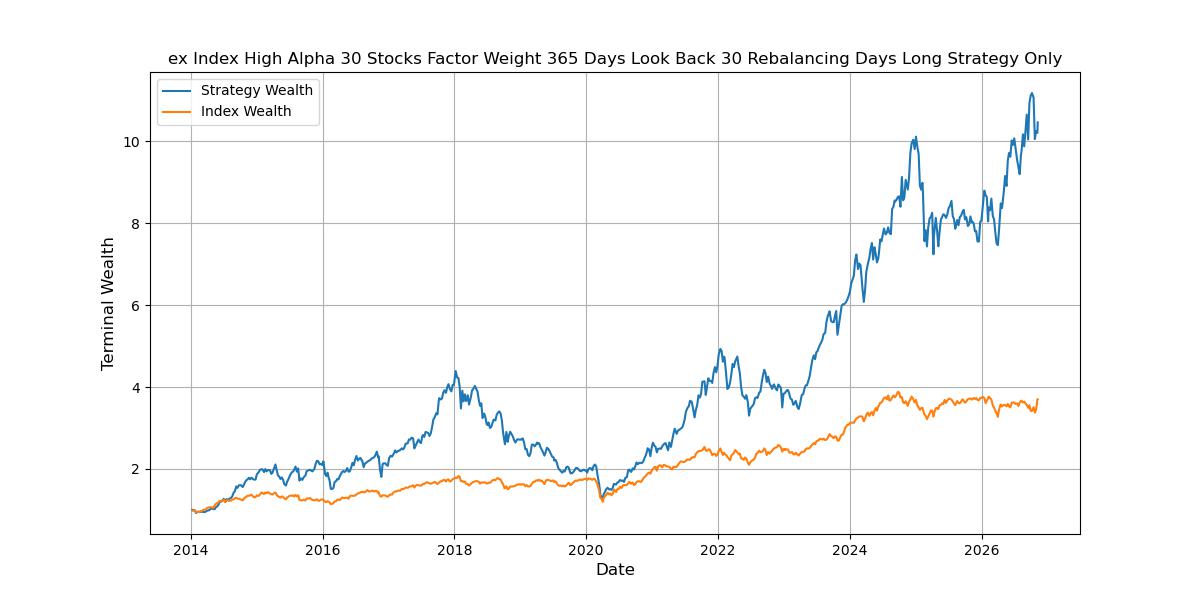 ex Index High Alpha 30 Stocks Factor Weight 365 Days Look Back 30 Rebalancing Days Long Strategy Only
Strategy Wealth
Index Wealth
Terminal Wealth
10
8
6
4
2
2014 2016 2018 2020 2022 2024 2026
Date